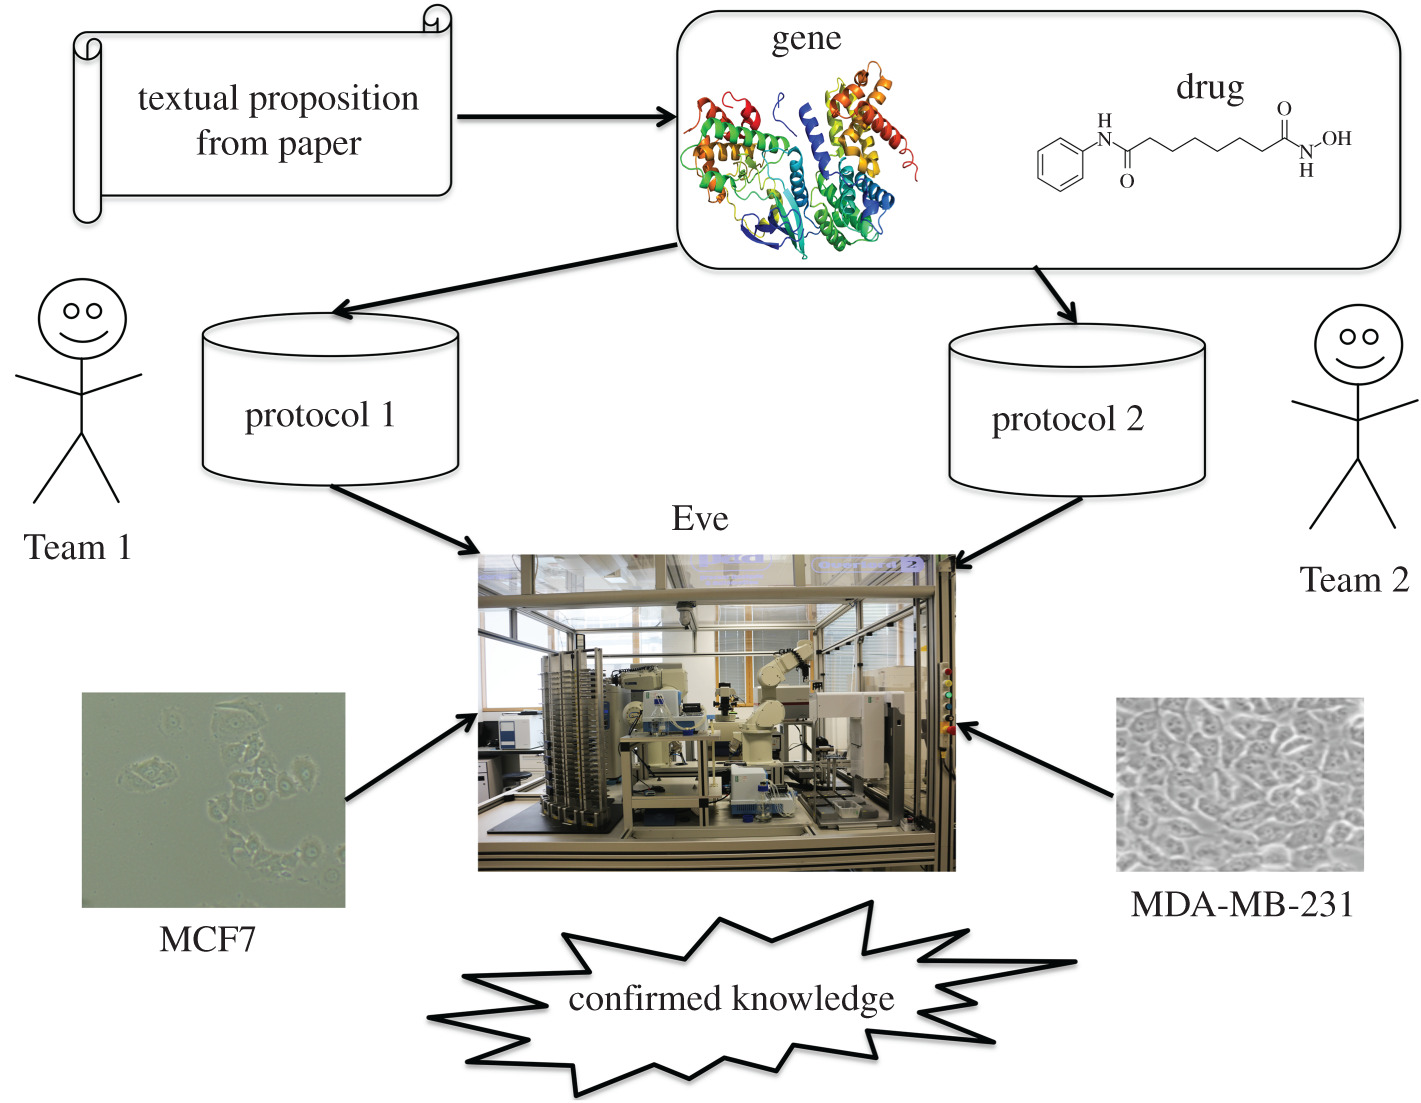 textual proposition
from paper
gene
drug
H
N
O
O
N
H
OH
protocol 1
protocol 2
Team 1
Team 2
Eve
2
MCF7
MDA-MB-231
confirmed knowledge